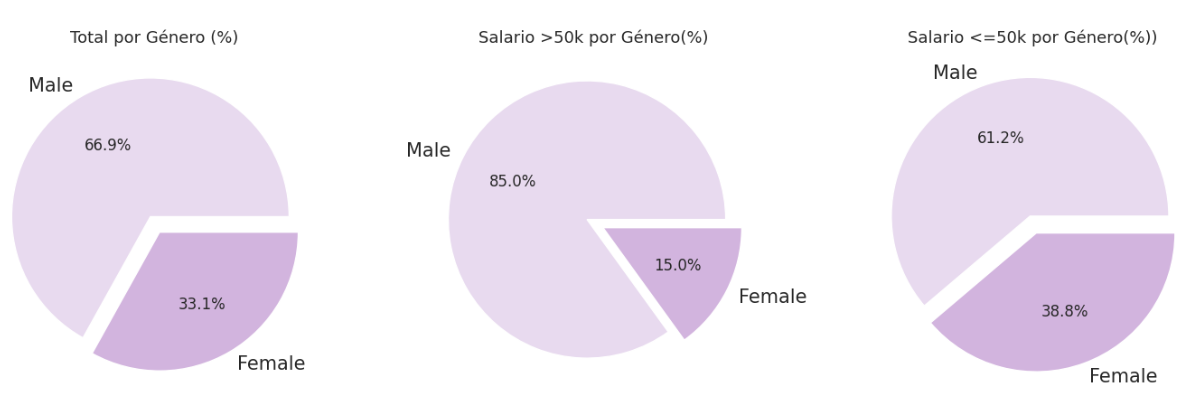 Total por Género (%)
Male
66.9%
33.1%
Female
Salario >50k por Género(%)
Male
85.0%
15.0%
Female
Salario <=50k por Género(%))
Male
61.2%
38.8%
Female